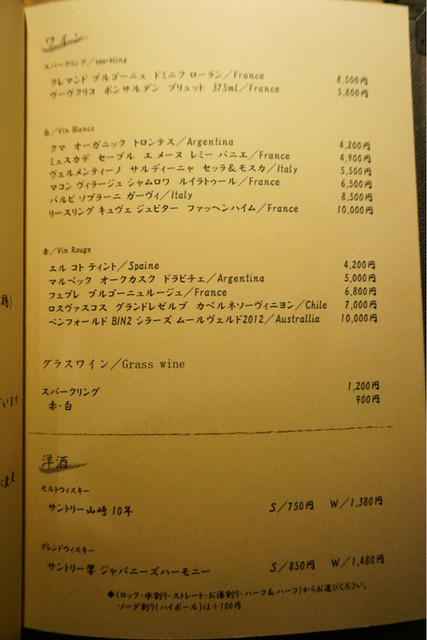 ワイン
スパークリング/sparkling
クレマンド ブルゴーニュ ドミニク ローラン/France 8,500円
ヴーヴクリコ ポンサルダン ブリュット 375ml/France 5,800円
白/Vin Blanc
クマ オーガニック トロンテス/Argentina 4,200円
ミュスカデ セーブル エ メーヌ レミー パニエ/France 4,900円
ヴェルメンティーノ サルディーニャ セッラ&モスカ/Italy 5,500円
マコン ヴィラージュ シャムロワ ルイラトゥール/France 6,500円
バルビ ソプラーニ ガーヴィ/Italy 8,500円
リースリング キュヴェ ジュピター ファッヘンハイム/France 10,000円
赤/Vin Rouge
エル コト ティント/Spaine 4,200円
マルベック オークカスク ドラピチェ/Argentina 5,000円
フェブレ ブルゴーニュルージュ/France 6,800円
ロスヴァスコス グランドレゼルブ カベルネソーヴィニヨン/Chile 7,000円
ペンフォールド BIN2 シラーズ ムールヴェルド2012/Australlia 10,000円
グラスワイン/Grass wine
スパークリング 1,200円
赤・白 900円
洋酒
モルトウィスキー
サントリー山崎 10年 S/750円 W/1,380円
ブレンドウィスキー
サントリー響 ジャパニーズハーモニー S/850円 W/1,480円
◆(ロック・水割り・ストレート・お湯割り・ハーフ&ハーフ)からお選びください。
ソーダ割り(ハイボール)は+100円